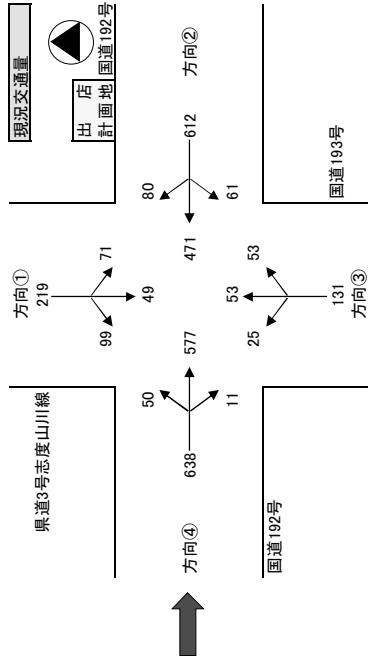 現況交通量
出店
計画地
国道192号
県道3号志度山川線
方向①
219
99
49
71
方向②
612
80
471
61
方向④
638
50
577
11
25
53
53
131
方向③
国道192号
国道193号